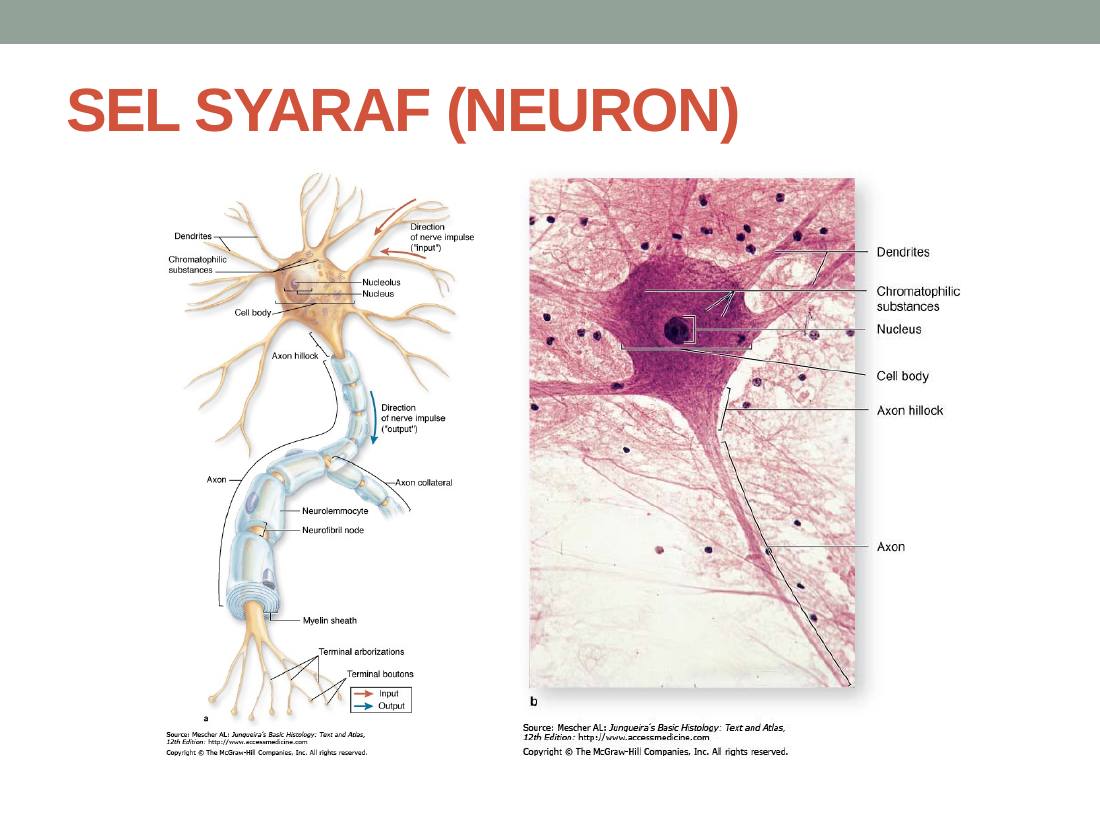 SEL SYARAF (NEURON)
Dendrites
Chromatophilic
substances
Direction
of nerve impulse
("input")
Nucleolus
Nucleus
Cell body
Axon hillock
Direction
of nerve impulse
("output")
Axon
Axon collateral
Neurolemmocyte
Neurofibril node
Myelin sheath
Terminal arborizations
Terminal boutons
Input
Output
a
Source: Mescher AL: Junqueira's Basic Histology: Text and Atlas,
12th Edition: http://www.accessmedicine.com
Copyright © The McGraw-Hill Companies, Inc. All rights reserved.
Dendrites
Chromatophilic
substances
Nucleus
Cell body
Axon hillock
Axon
b
Source: Mescher AL: Junqueira's Basic Histology: Text and Atlas,
12th Edition: http://www.accessmedicine.com
Copyright © The McGraw-Hill Companies, Inc. All rights reserved.